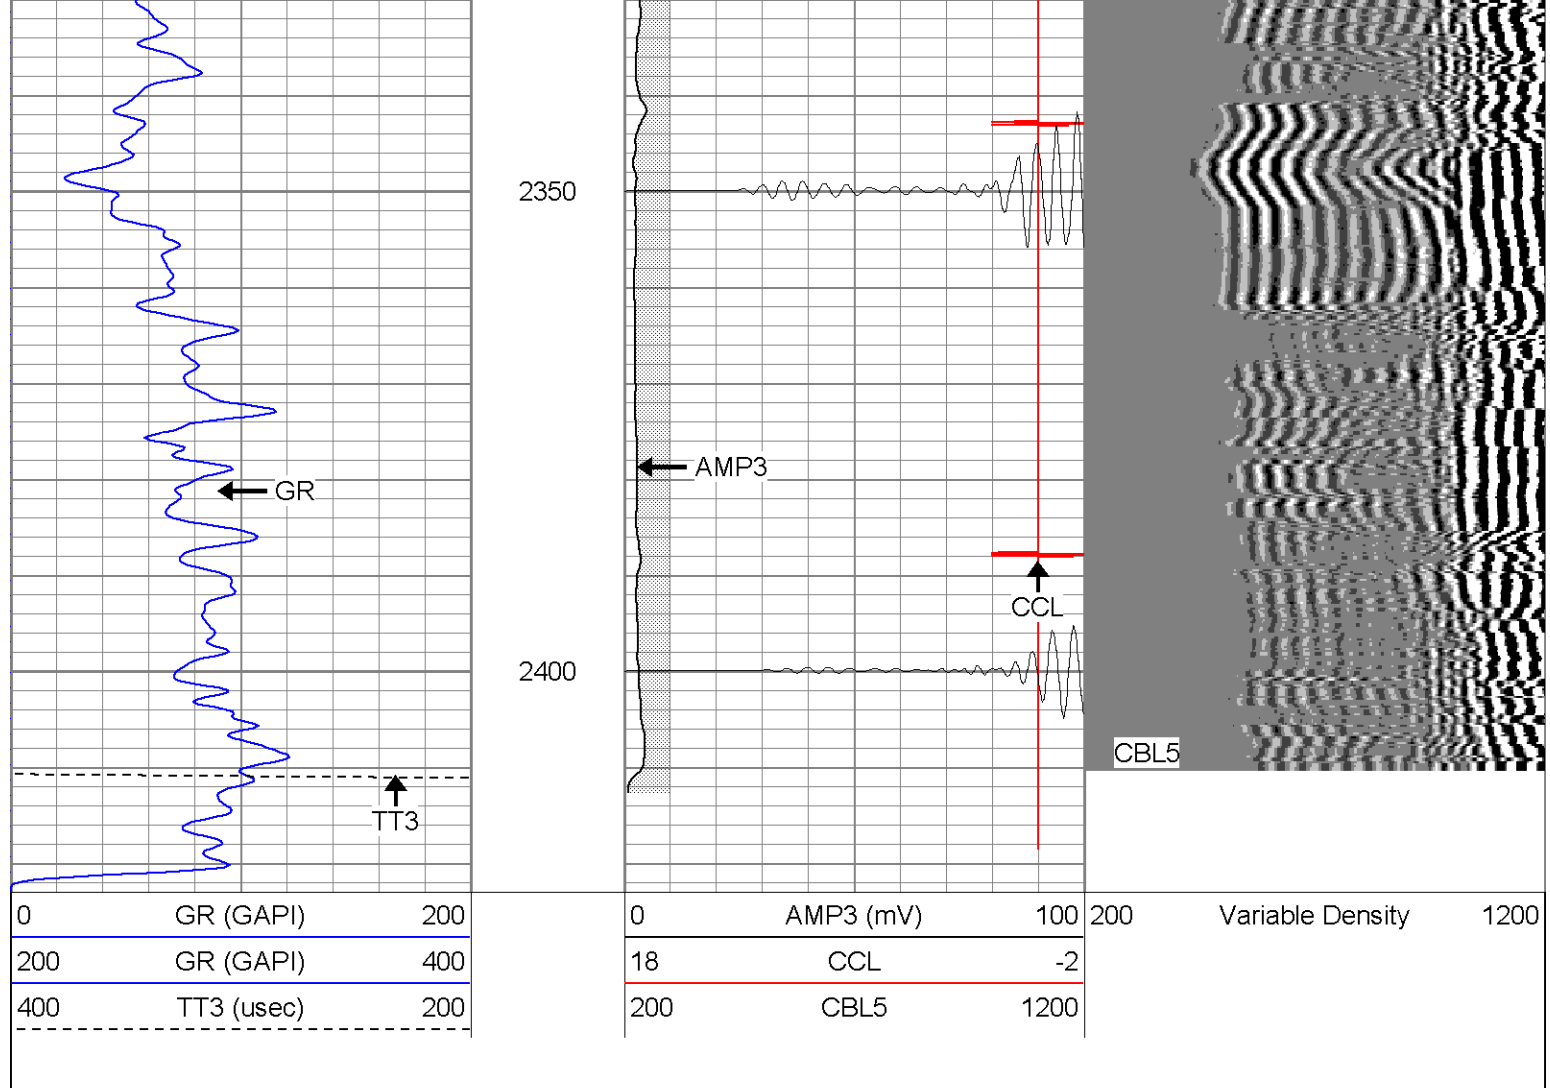 2350
AMP3
GR
CCL
2400
CBL5
TT3
0 GR (GAPI) 200
200 GR (GAPI) 400
400 TT3 (usec) 200
0 AMP3 (mV) 100
18 CCL -2
200 CBL5 1200
200 Variable Density 1200